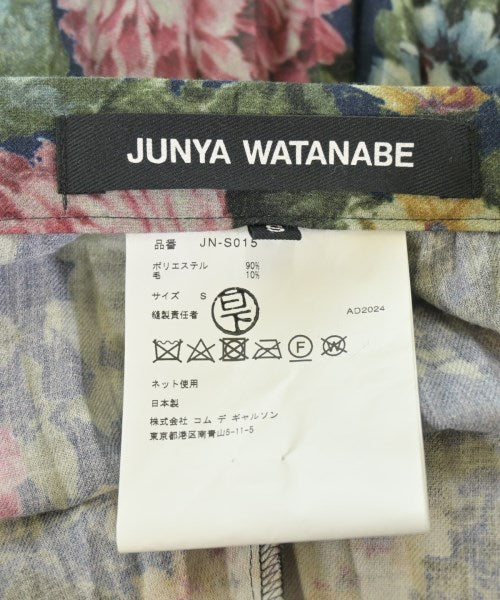 JUNYA WATANABE
S
品番 JN-S015
ポリエステル 90%
毛 10%
サイズ S
縫製責任者 AD2024
F W
ネット使用
日本製
株式会社 コム デ ギャルソン
東京都港区南青山5-11-5